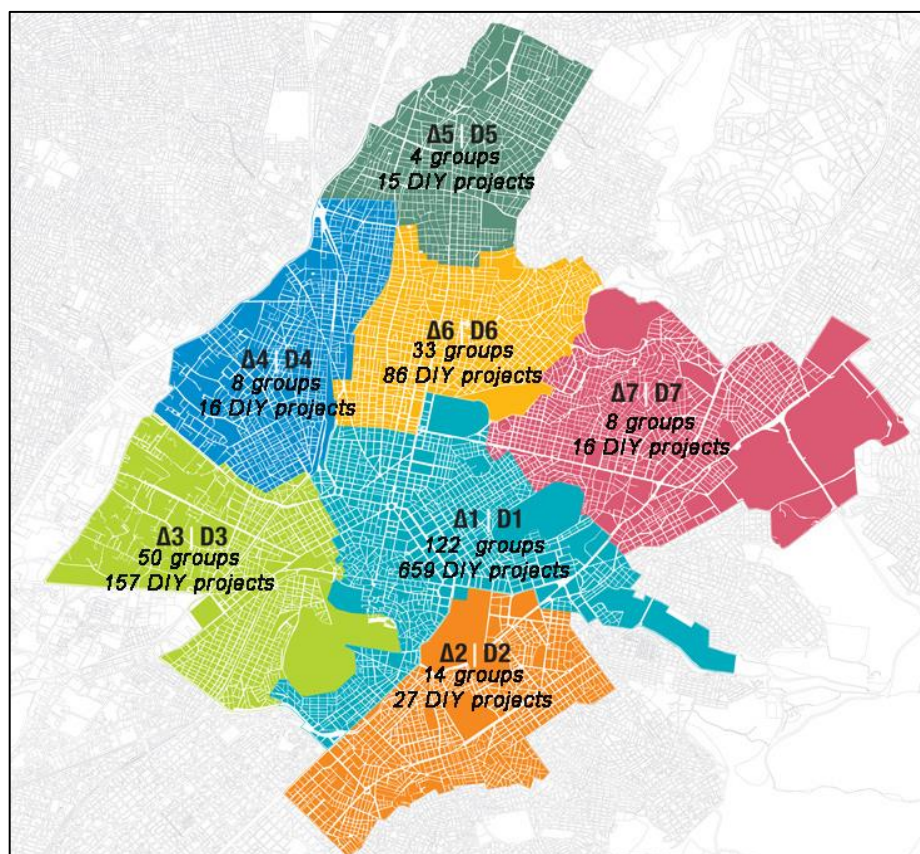 Δ5 | D5
4 groups
15 DIY projects
Δ6 | D6
33 groups
86 DIY projects
Δ4 | D4
8 groups
16 DIY projects
Δ7 | D7
8 groups
16 DIY projects
Δ1 | D1
122 groups
659 DIY projects
Δ3 | D3
50 groups
157 DIY projects
Δ2 | D2
14 groups
27 DIY projects